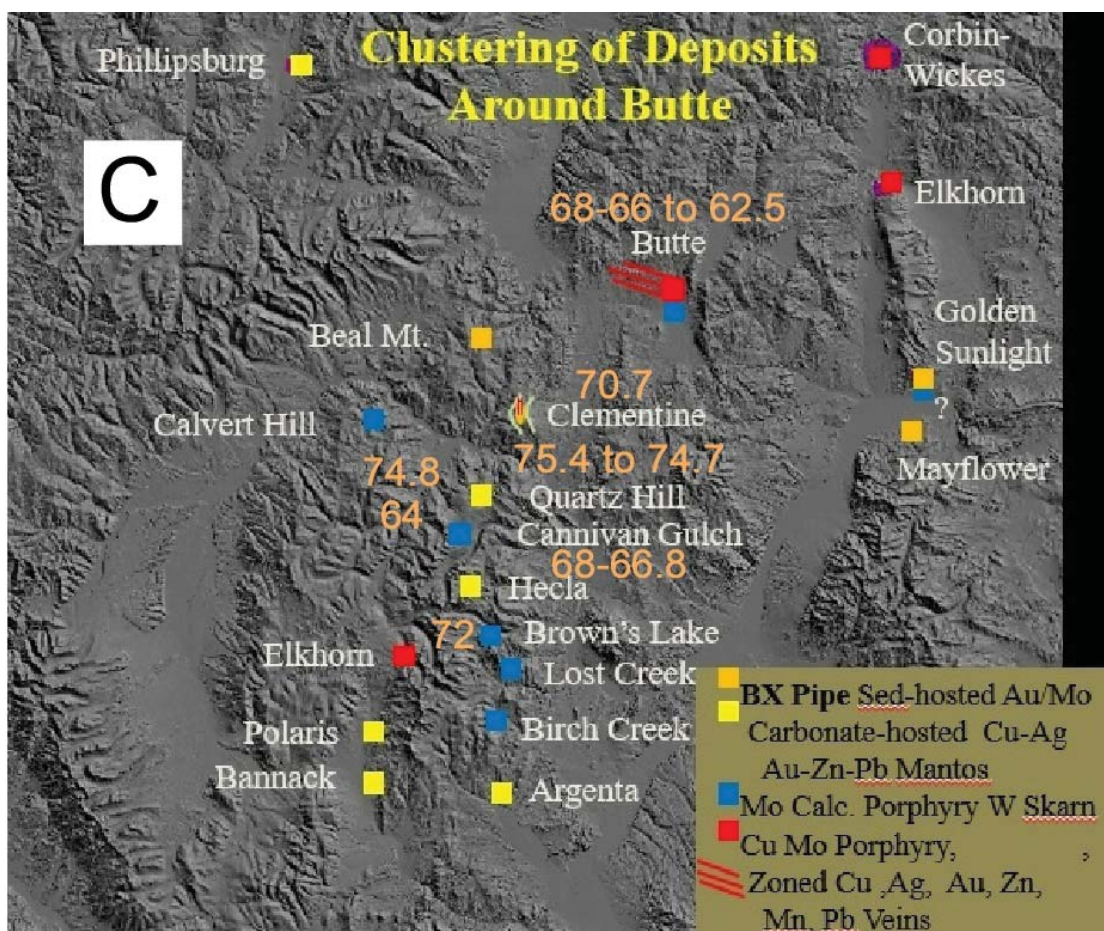 Clustering of Deposits
Around Butte
Phillipsburg
Corbin-
Wickes
C
Elkhorn
68-66 to 62.5
Butte
Golden
Sunlight
Beal Mt.
?
70.7
Clementine
Calvert Hill
Mayflower
75.4 to 74.7
74.8
Quartz Hill
64
Cannivan Gulch
68-66.8
Hecla
72
Brown's Lake
Elkhorn
Lost Creek
Birch Creek
Polaris
Bannack
Argenta
BX Pipe Sed-hosted Au/Mo
Carbonate-hosted Cu-Ag
Au-Zn-Pb Mantos
Mo Calc. Porphyry W Skarn
Cu Mo Porphyry, ,
Zoned Cu ,Ag, Au, Zn,
Mn, Pb Veins